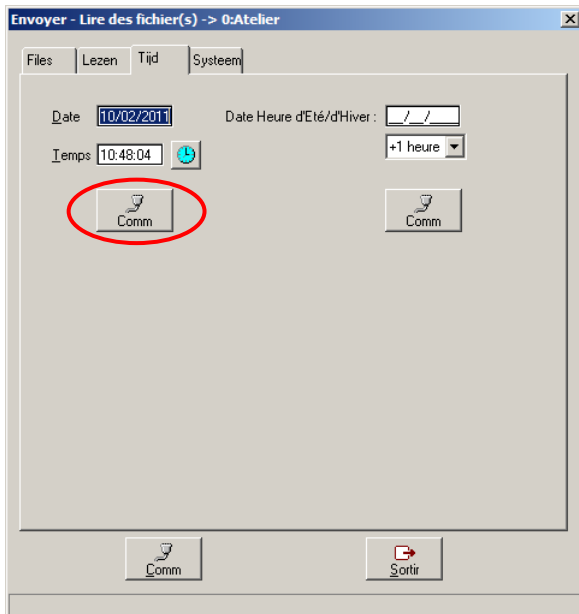 Envoyer - Lire des fichier(s) -> 0:Atelier
Files Lezen Tijd Systeem
Date 10/02/2011 Date Heure d'Eté/d'Hiver : __/__/____
Temps 10:48:04 +1 heure
Comm Comm
Comm Sortir